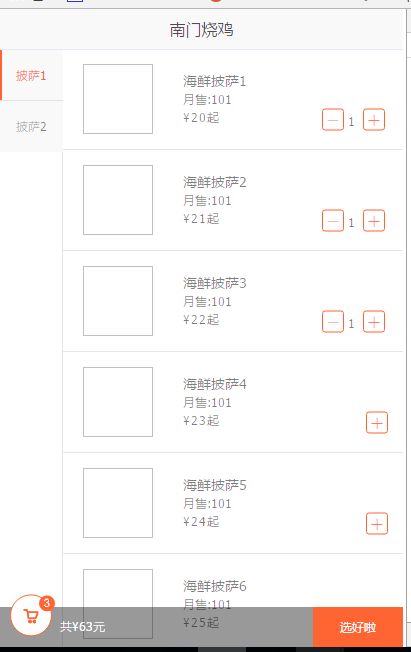 南门烧鸡
披萨1
披萨2
海鲜披萨1
月售:101
¥20起
1
海鲜披萨2
月售:101
¥21起
1
海鲜披萨3
月售:101
¥22起
1
海鲜披萨4
月售:101
¥23起
海鲜披萨5
月售:101
¥24起
海鲜披萨6
月售:101
¥25起
3
共¥63元
选好啦